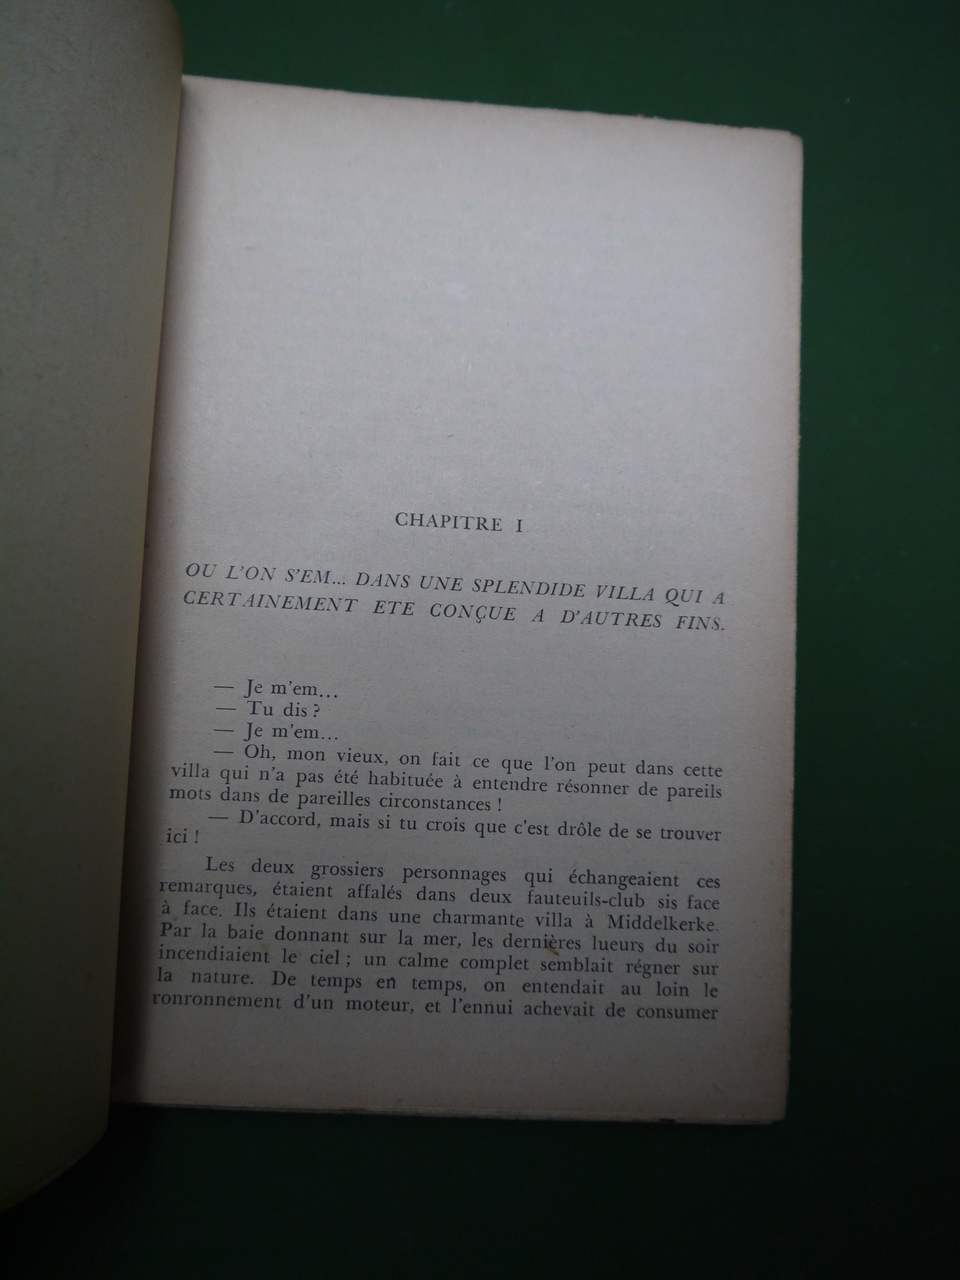 CHAPITRE I
OU L'ON S'EM... DANS UNE SPLENDIDE VILLA QUI A
CERTAINEMENT ETE CONÇUE A D'AUTRES FINS.
— Je m'em...
— Tu dis ?
— Je m'em...
— Oh, mon vieux, on fait ce que l'on peut dans cette
villa qui n'a pas été habituée à entendre résonner de pareils
mots dans de pareilles circonstances !
— D'accord, mais si tu crois que c'est drôle de se trouver
ici !
Les deux grossiers personnages qui échangeaient ces
remarques, étaient affalés dans deux fauteuils-club sis face
à face. Ils étaient dans une charmante villa à Middelkerke.
Par la baie donnant sur la mer, les dernières lueurs du soir
incendiaient le ciel ; un calme complet semblait régner sur
la nature. De temps en temps, on entendait au loin le
ronronnement d'un moteur, et l'ennui achevait de consumer